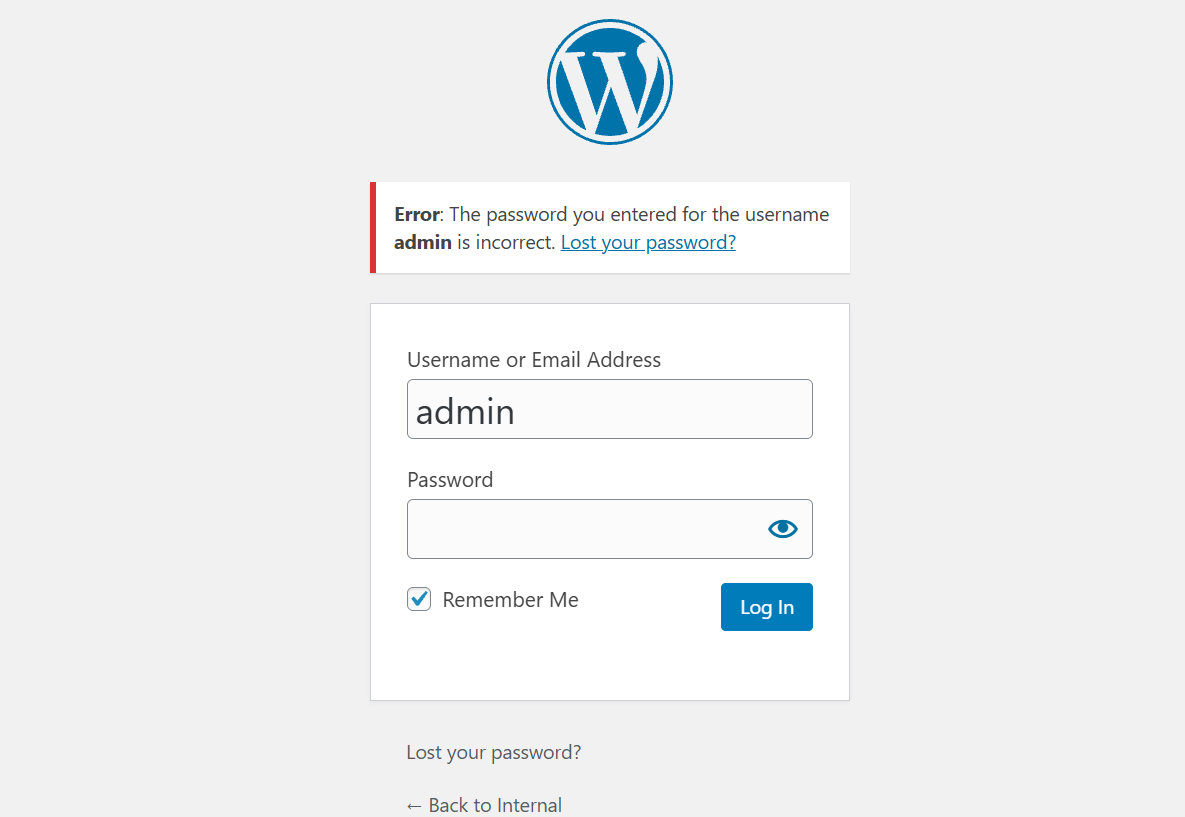 Error: The password you entered for the username
admin is incorrect. Lost your password?
Username or Email Address
admin
Password
Remember Me
Log In
Lost your password?
← Back to Internal